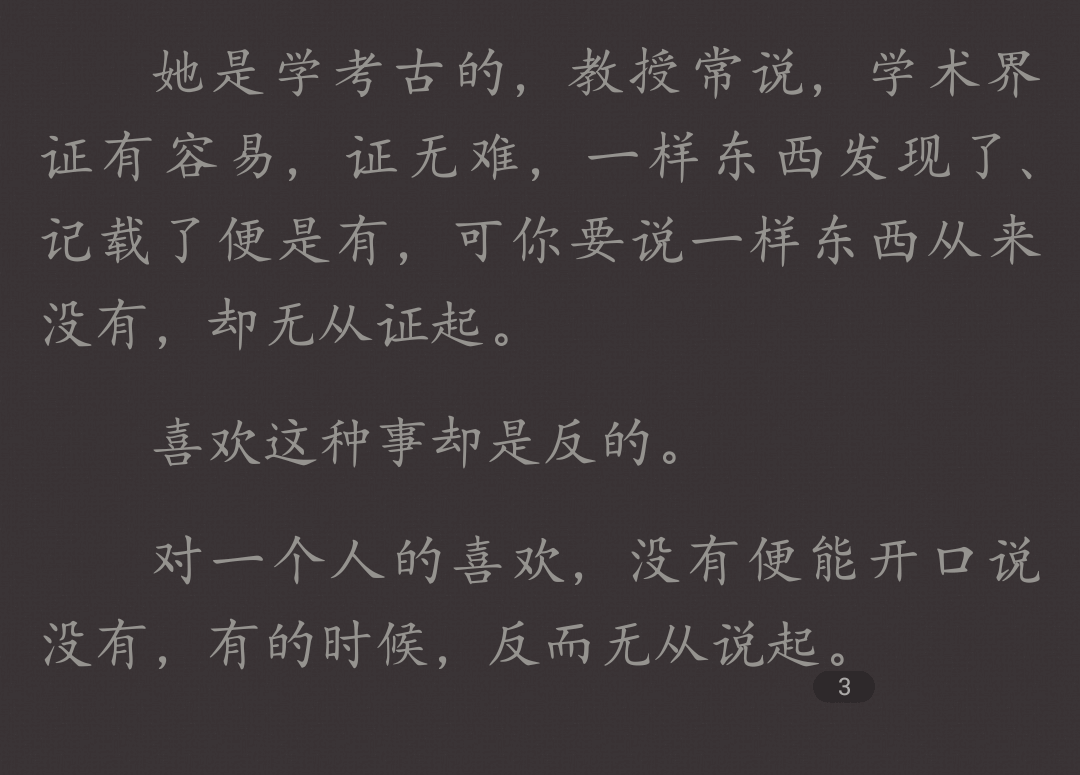 她是学考古的，教授常说，学术界
证有容易，证无难，一样东西发现了、
记载了便是有，可你要说一样东西从来
没有，却无从证起。
喜欢这种事却是反的。
对一个人的喜欢，没有便能开口说
没有，有的时候，反而无从说起。
3